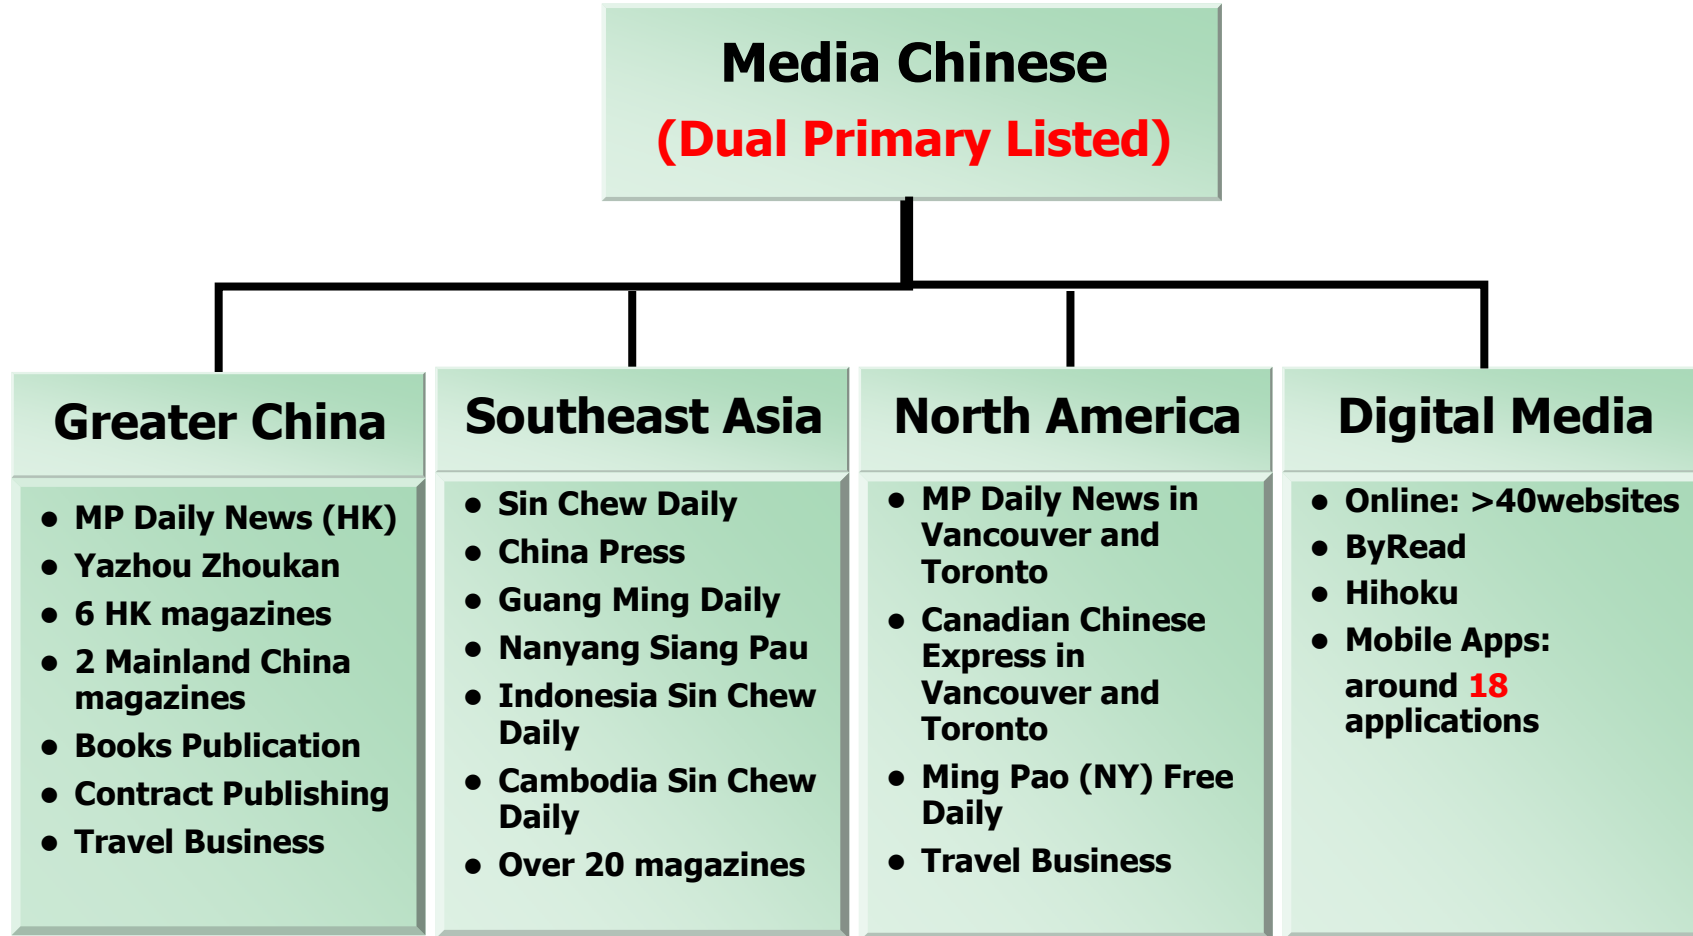 Media Chinese
(Dual Primary Listed)
Greater China
• MP Daily News (HK)
• Yazhou Zhoukan
• 6 HK magazines
• 2 Mainland China
magazines
• Books Publication
• Contract Publishing
• Travel Business
Southeast Asia
• Sin Chew Daily
• China Press
• Guang Ming Daily
• Nanyang Siang Pau
• Indonesia Sin Chew
Daily
• Cambodia Sin Chew
Daily
• Over 20 magazines
North America
• MP Daily News in
Vancouver and
Toronto
• Canadian Chinese
Express in
Vancouver and
Toronto
• Ming Pao (NY) Free
Daily
• Travel Business
Digital Media
• Online: >40websites
• ByRead
• Hihoku
• Mobile Apps:
around 18
applications